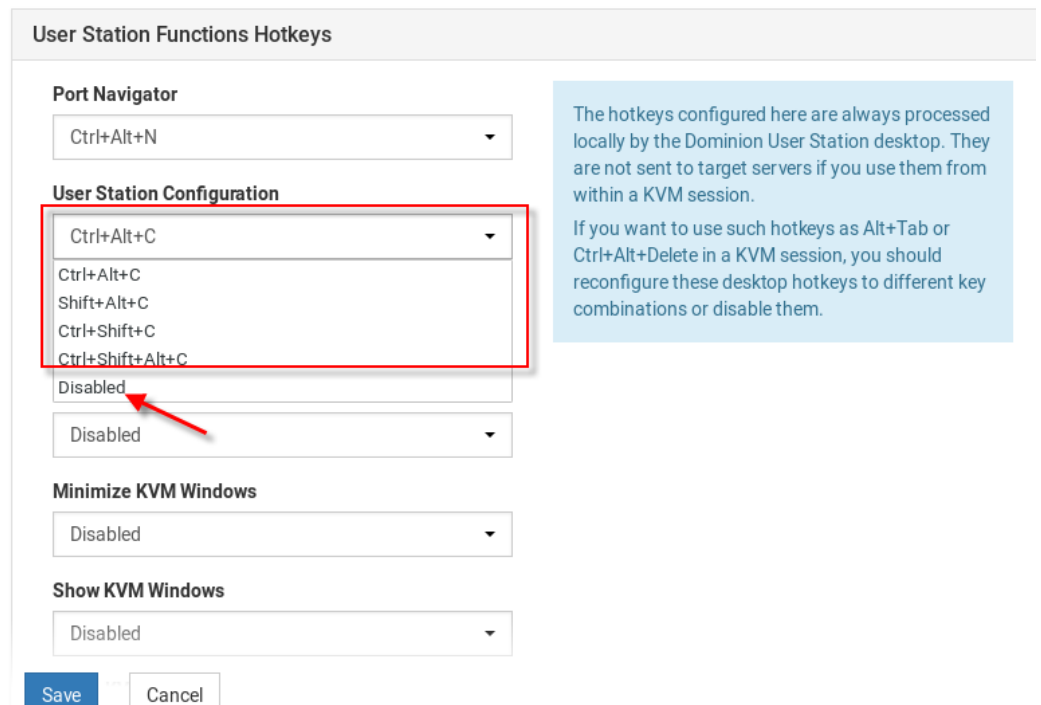 User Station Functions Hotkeys
Port Navigator
Ctrl+Alt+N
User Station Configuration
Ctrl+Alt+C
Ctrl+Alt+C
Shift+Alt+C
Ctrl+Shift+C
Ctrl+Shift+Alt+C
Disabled
Disabled
Minimize KVM Windows
Disabled
Show KVM Windows
Disabled
Save
Cancel
The hotkeys configured here are always processed
locally by the Dominion User Station desktop. They
are not sent to target servers if you use them from
within a KVM session.
If you want to use such hotkeys as Alt+Tab or
Ctrl+Alt+Delete in a KVM session, you should
reconfigure these desktop hotkeys to different key
combinations or disable them.